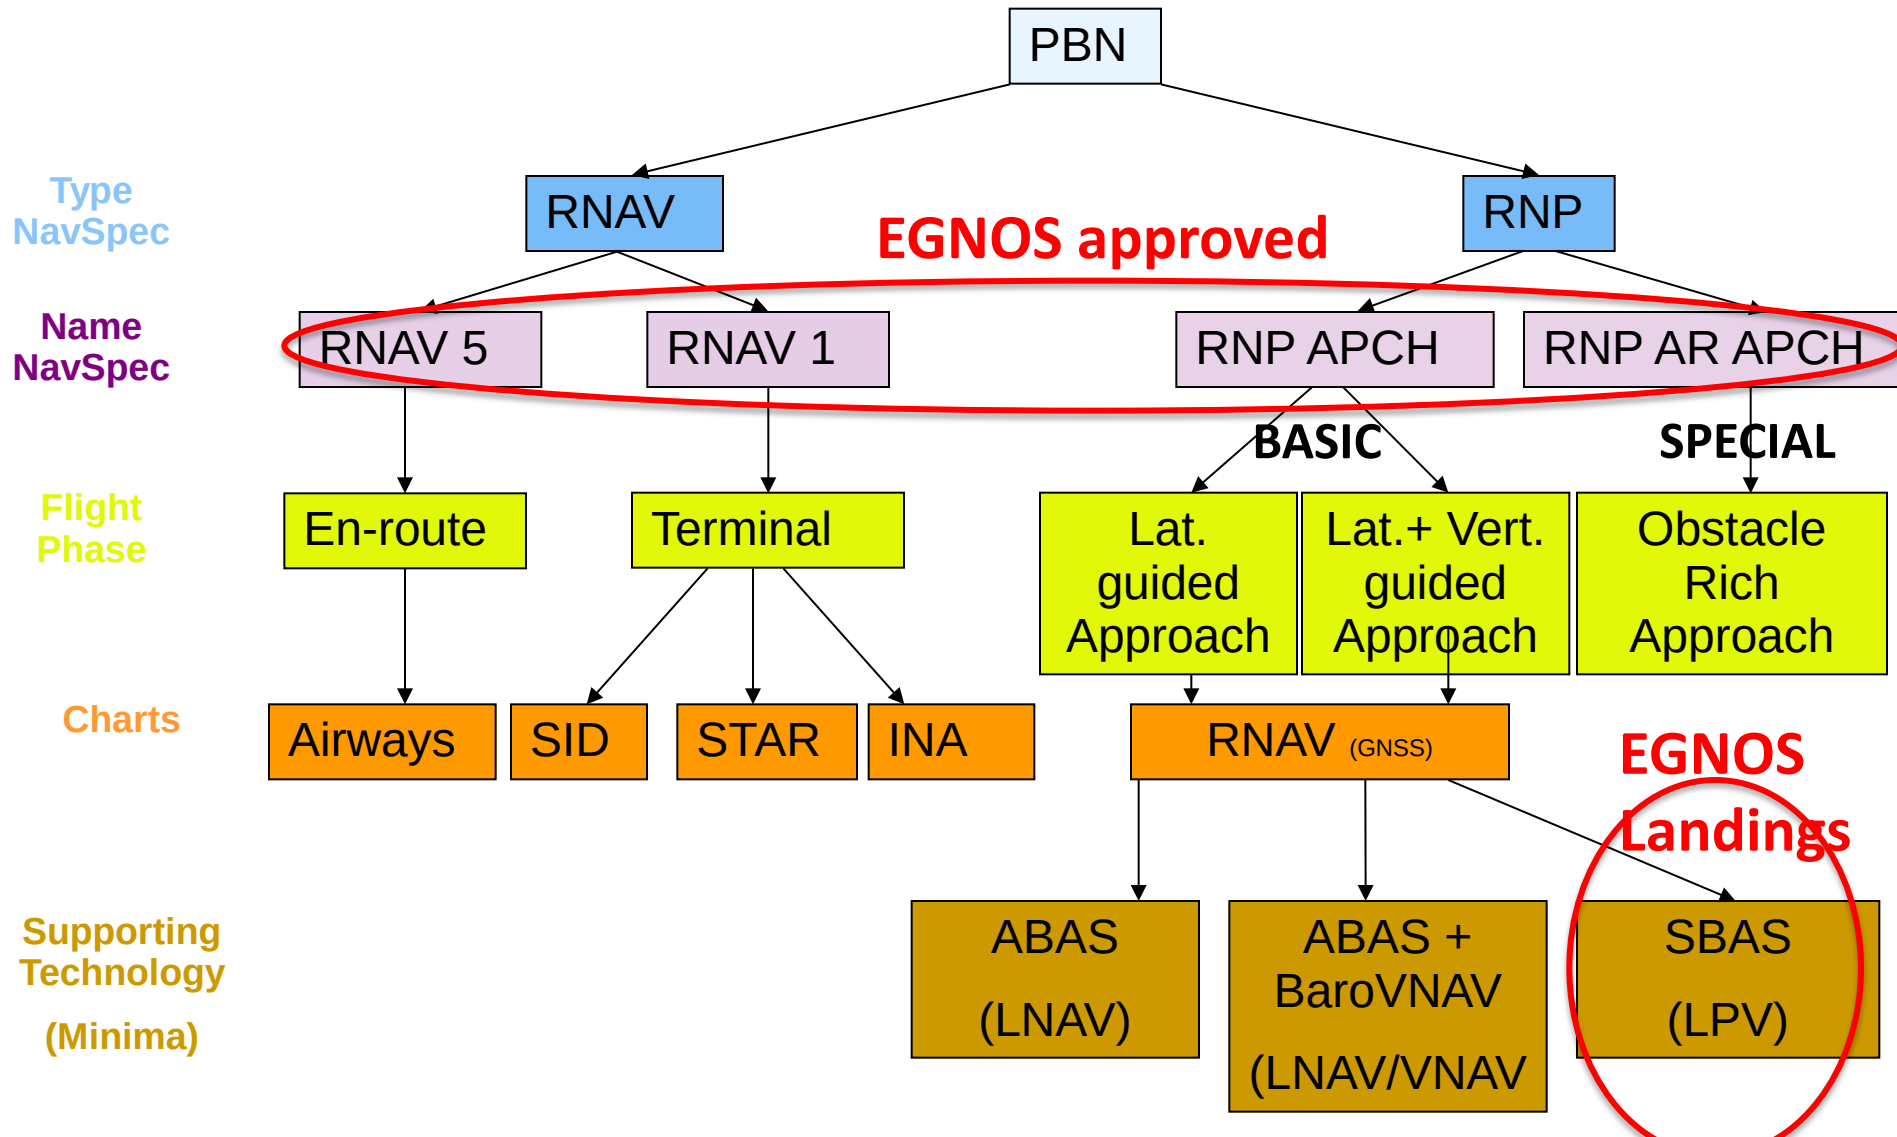 PBN
Type
NavSpec
RNAV
RNP
EGNOS approved
Name
NavSpec
RNAV 5
RNAV 1
RNP APCH
RNP AR APCH
BASIC
SPECIAL
Flight
Phase
En-route
Terminal
Lat.
guided
Approach
Lat.+ Vert.
guided
Approach
Obstacle
Rich
Approach
Charts
Airways
SID
STAR
INA
RNAV (GNSS)
EGNOS
Landings
Supporting
Technology
(Minima)
ABAS
(LNAV)
ABAS +
BaroVNAV
(LNAV/VNAV
SBAS
(LPV)